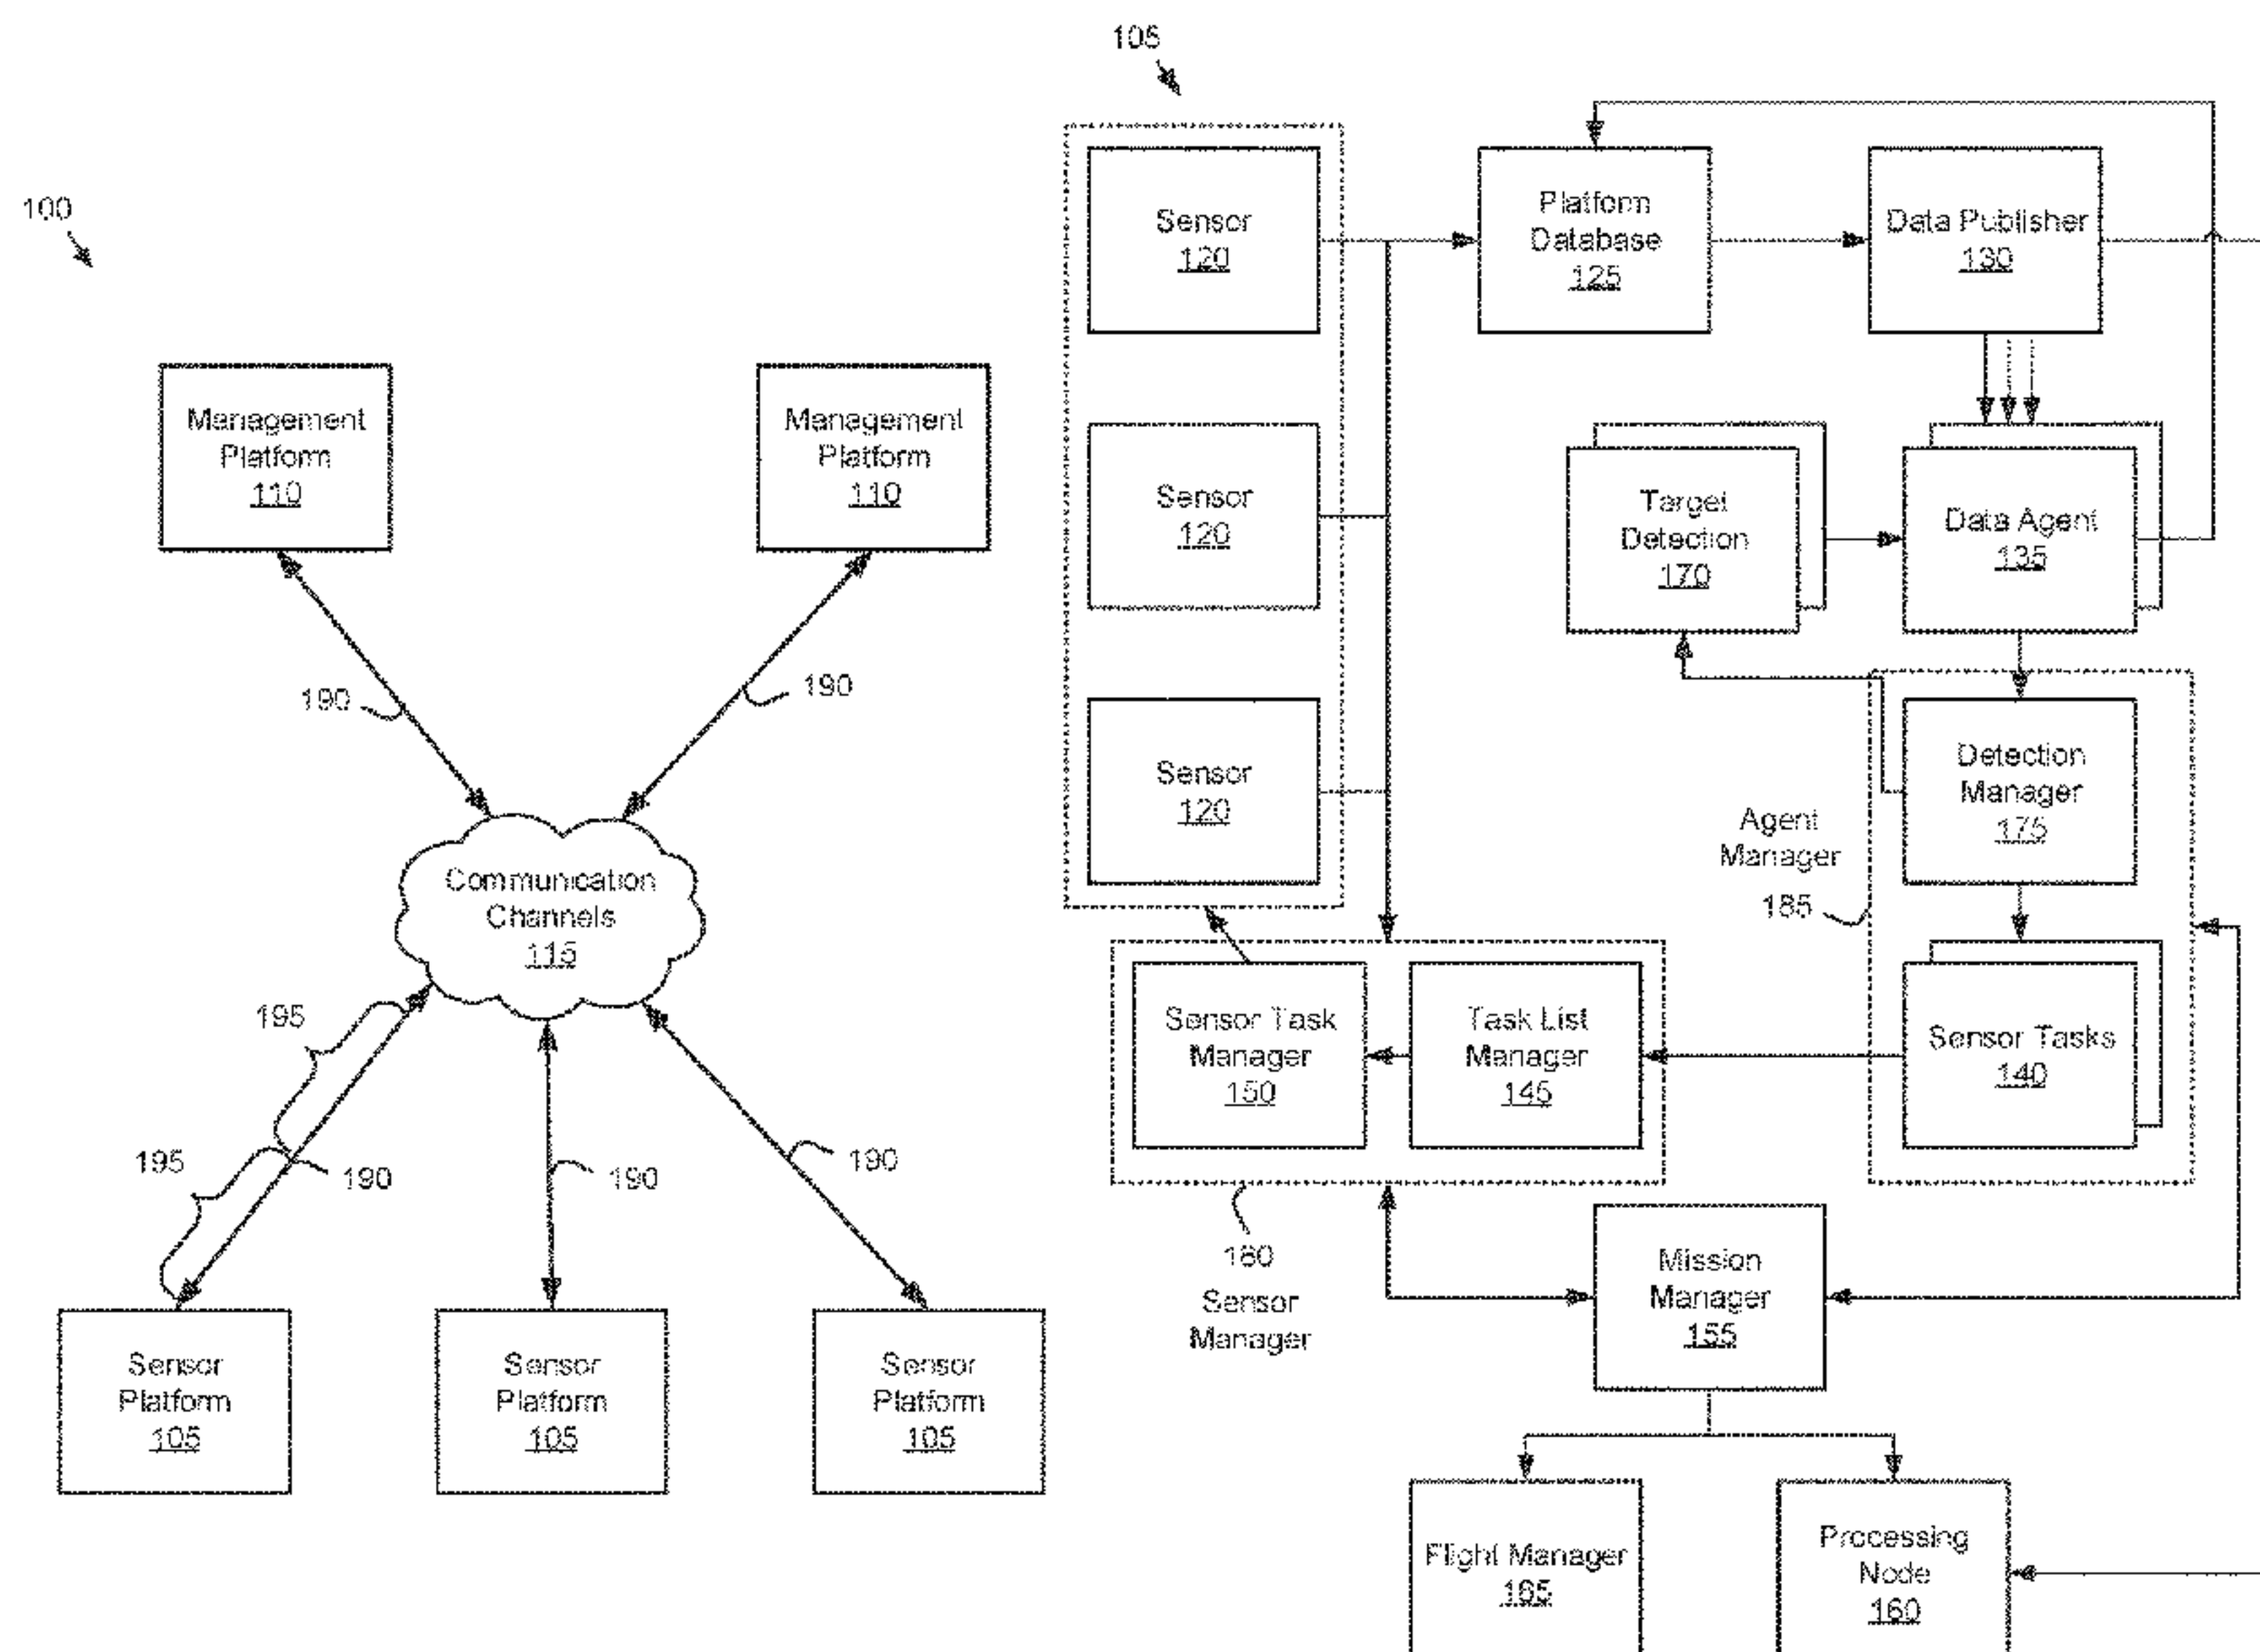 100
Management
Platform
110
Management
Platform
110
190
190
Communication
Channels
115
195
195
190
190
190
Sensor
Platform
105
Sensor
Platform
105
Sensor
Platform
105
105
Sensor
120
Platform
Database
125
Data Publisher
130
Sensor
120
Target
Detection
170
Data Agent
135
Sensor
120
Detection
Manager
175
Agent
Manager
185
Sensor Task
Manager
150
Task List
Manager
145
Sensor Tasks
140
180
Sensor
Manager
Mission
Manager
155
Flight Manager
165
Processing
Node
160